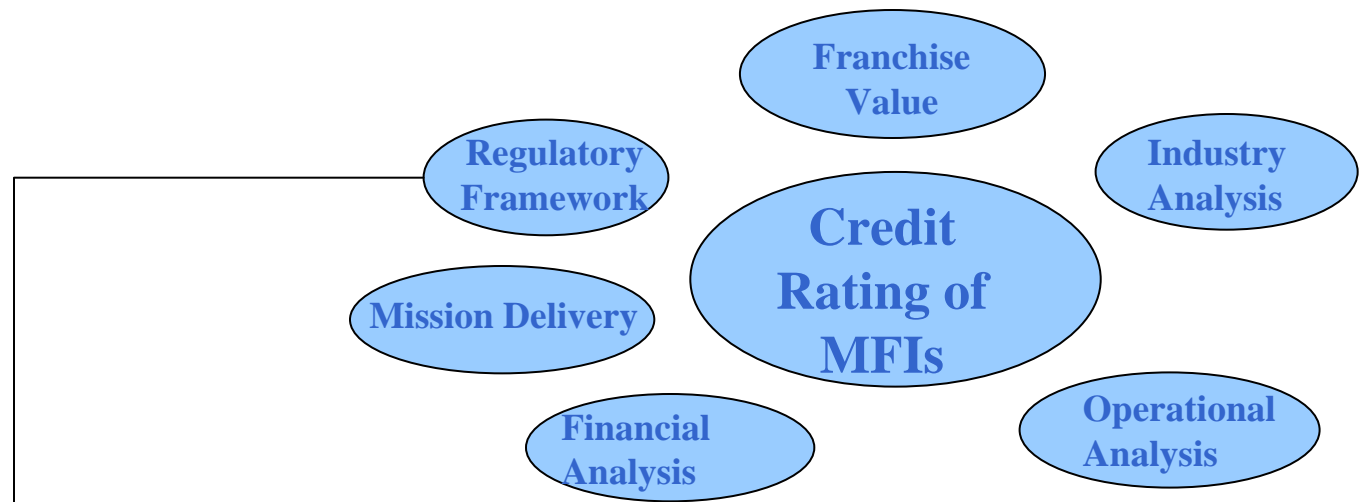 Franchise
Value
Regulatory
Framework
Industry
Analysis
Credit
Rating of
MFIs
Mission Delivery
Financial
Analysis
Operational
Analysis